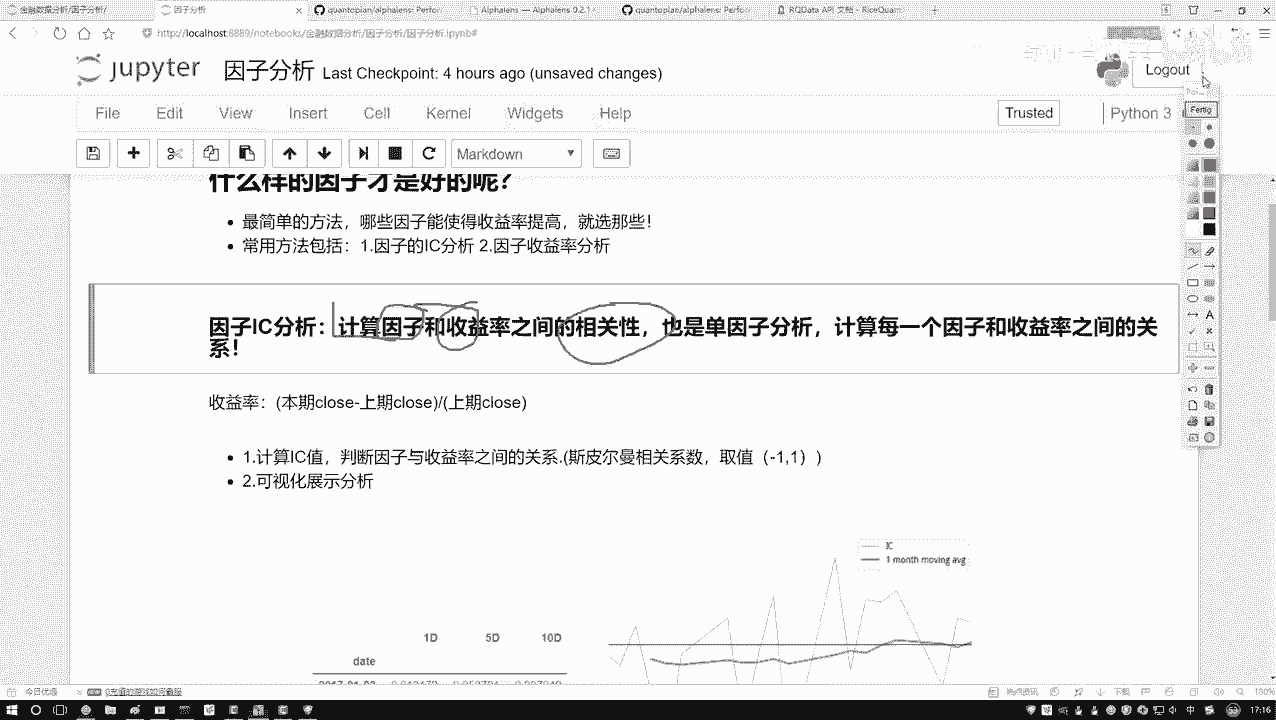 金融数据分析/因子分析/
因子分析
quantopian/alphalens: Perfor
Alphalens — Alphalens 0.2.1
quantopian/alphalens: Perfor
RQData API 文档 - RiceQuant
http://localhost:8889/notebooks/金融数据分析/因子分析/因子分析.ipynb#
jupyter 因子分析 Last Checkpoint: 4 hours ago (unsaved changes)
Logout
File Edit View Insert Cell Kernel Widgets Help
Trusted
Python 3
Fertig
Markdown
什么样的因子才是好的呢?
最简单的方法，哪些因子能使得收益率提高，就选那些!
常用方法包括：1.因子的IC分析 2.因子收益率分析
因子IC分析：计算因子和收益率之间的相关性，也是单因子分析，计算每一个因子和收益率之间的关
系!
收益率：(本期close-上期close)/(上期close)
1.计算IC值，判断因子与收益率之间的关系.(斯皮尔曼相关系数，取值（-1,1））
2.可视化展示分析
IC
1 month moving avg
1D 5D 10D
date
今日优选
热点资讯
下载
180%
中
17:16